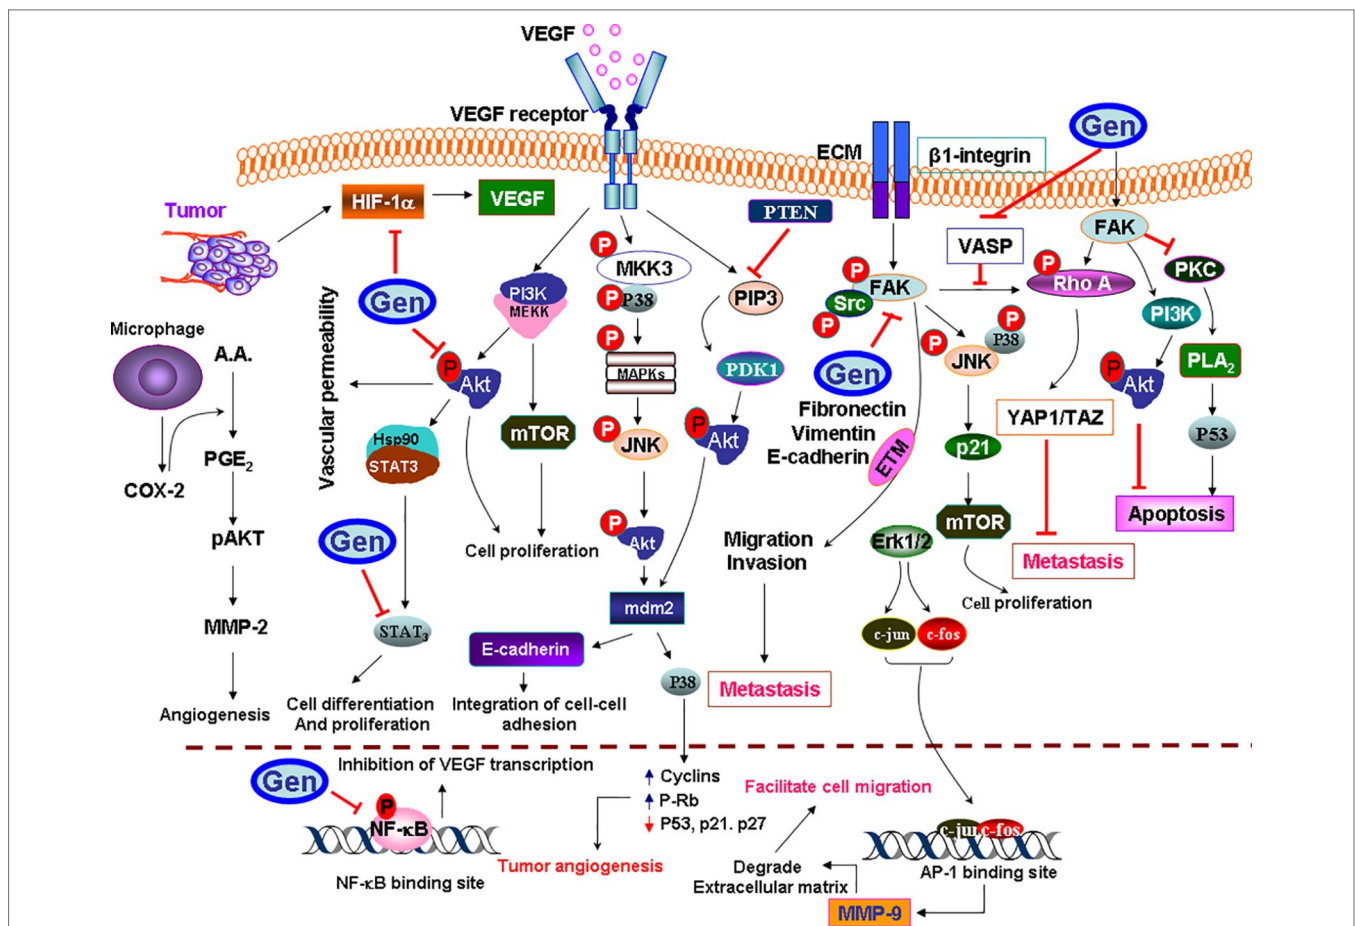 VEGF
VEGF receptor
ECM
β1-integrin
Gen
Tumor
HIF-1α
VEGF
PTEN
VASP
FAK
P
MKK3
P
P38
PIP3
P
FAK
Src
P
P
Rho A
PKC
Gen
PI3K
MEKK
P
P38
P
JNK
PI3K
Microphage
A.A.
Vascular permeability
P
Akt
P
MAPKs
PDK1
Gen
Fibronectin
Vimentin
E-cadherin
ETM
YAP1/TAZ
P
Akt
PLA2
P53
Hsp90
STAT3
mTOR
P
JNK
P
Akt
p21
PGE2
COX-2
pAKT
Gen
Cell proliferation
P
Akt
Migration
Invasion
Erk1/2
mTOR
Apoptosis
Metastasis
Cell proliferation
MMP-2
STAT3
mdm2
E-cadherin
c-jun
c-fos
P38
Metastasis
Angiogenesis
Cell differentiation
And proliferation
Integration of cell-cell
adhesion
Gen
Inhibition of VEGF transcription
P
NF-κB
NF-κB binding site
Cyclins
P-Rb
P53, p21. p27
Tumor angiogenesis
Facilitate cell migration
Degrade
Extracellular matrix
c-ju
c-fos
AP-1 binding site
MMP-9